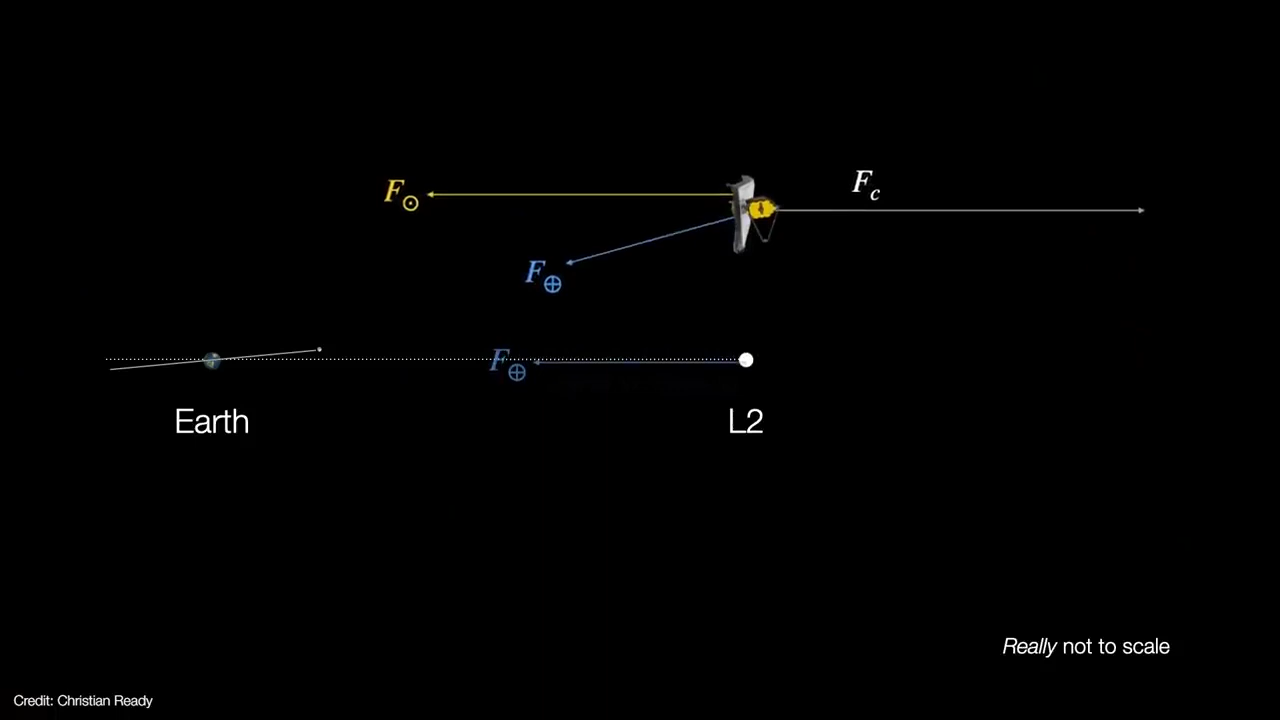 F☉
Fc
F⊕
F⊕
Earth
L2
Really not to scale
Credit: Christian Ready